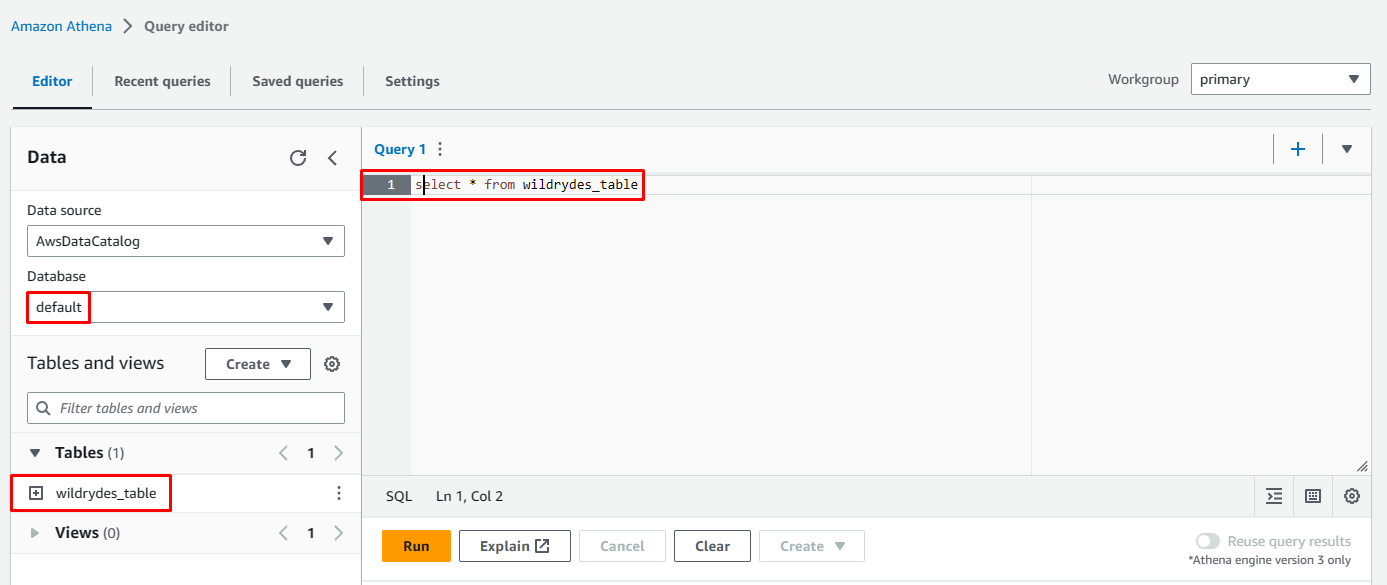 Amazon Athena > Query editor
Editor Recent queries Saved queries Settings Workgroup primary
Data
Data source
AwsDataCatalog
Database
default
Tables and views Create
Filter tables and views
Tables (1) < 1 >
wildrydes_table
Views (0) < 1 >
Query 1
1 select * from wildrydes_table
SQL Ln 1, Col 2
Run Explain Cancel Clear Create Reuse query results
*Athena engine version 3 only